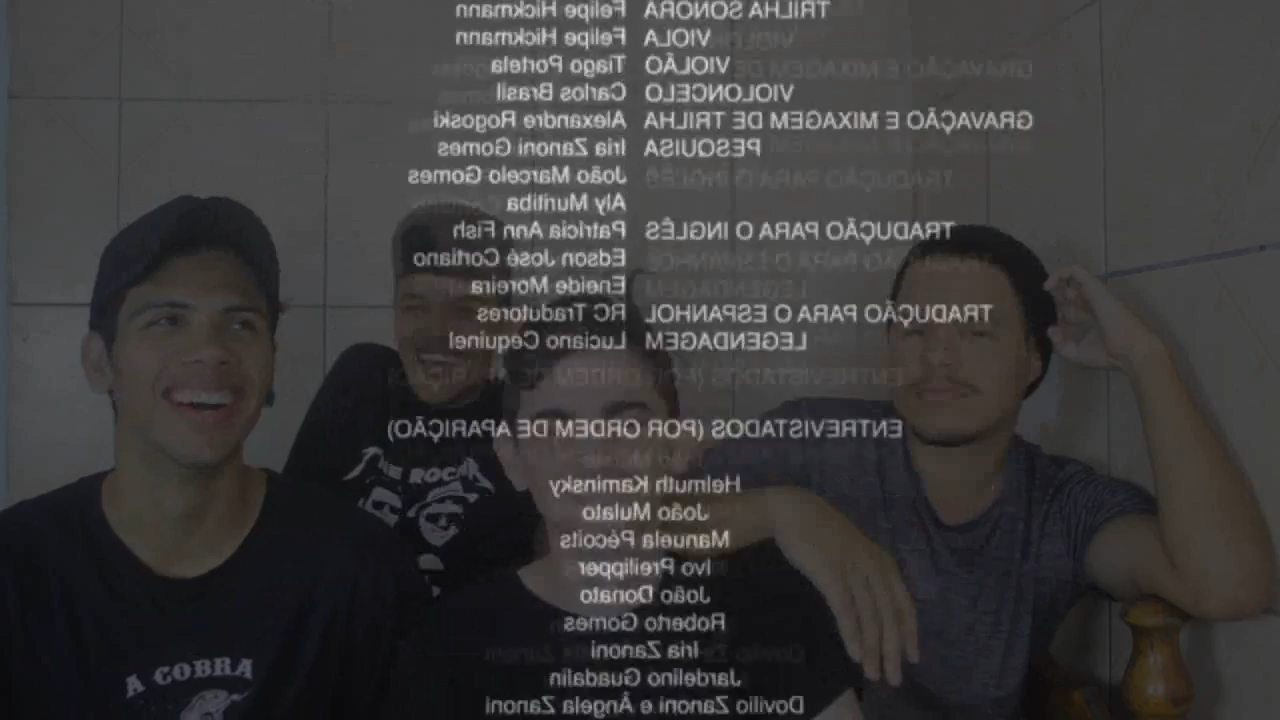 TRILHA SONORA Felipe Hickmann
VIOLA Felipe Hickmann
VIOLÃO Tiago Portela
VIOLONCELO Carlos Brasil
GRAVAÇÃO E MIXAGEM DE TRILHA Alexandre Rogoski
PESQUISA Iria Zanoni Gomes
João Marcelo Gomes
Aly Muritiba
TRADUÇÃO PARA O INGLÊS Patricia Ann Fish
Edson José Cortiano
Eneide Moreira
TRADUÇÃO PARA O ESPANHOL RC Tradutores
LEGENDAGEM Luciano Cequinel
ENTREVISTADOS (POR ORDEM DE APARIÇÃO)
Helmuth Kaminsky
João Mulato
Manuela Pécoits
Ivo Preilipper
João Donato
Roberto Gomes
Iria Zanoni
Jardelino Guadalin
Dovilio Zanoni e Ângela Zanoni
THE ROCK
A COBRA